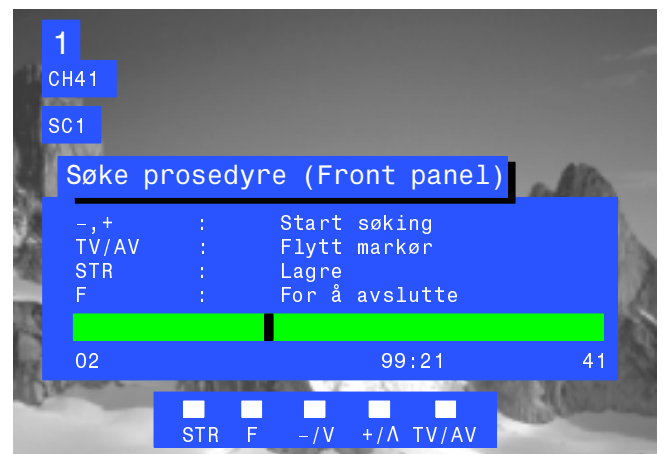 1
CH41
SC1
Søke prosedyre (Front panel)
–,+ : Start søking
TV/AV : Flytt markør
STR : Lagre
F : For å avslutte
02 99:21 41
STR F –/V +/Λ TV/AV